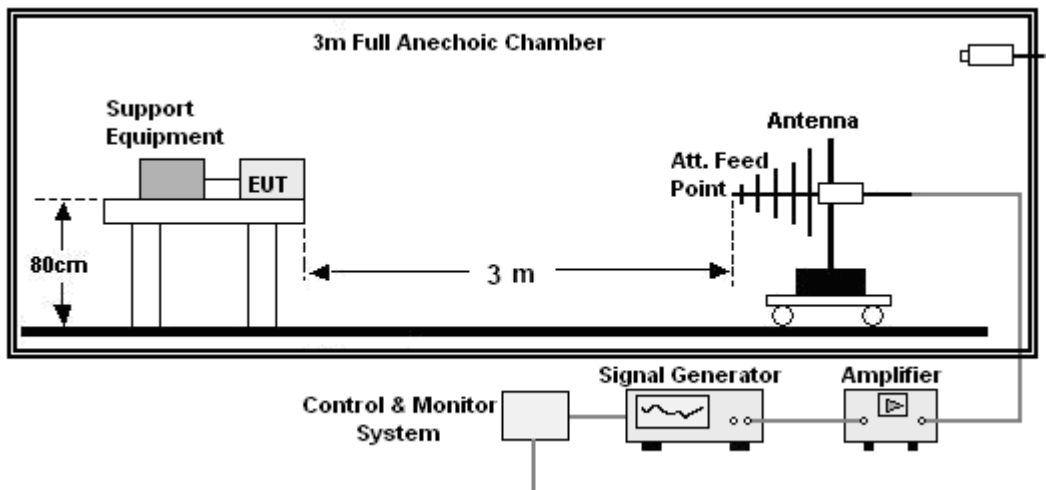 3m Full Anechoic Chamber
Support
Equipment
EUT
Antenna
Att. Feed
Point
80cm
3 m
Signal Generator
Amplifier
Control & Monitor
System